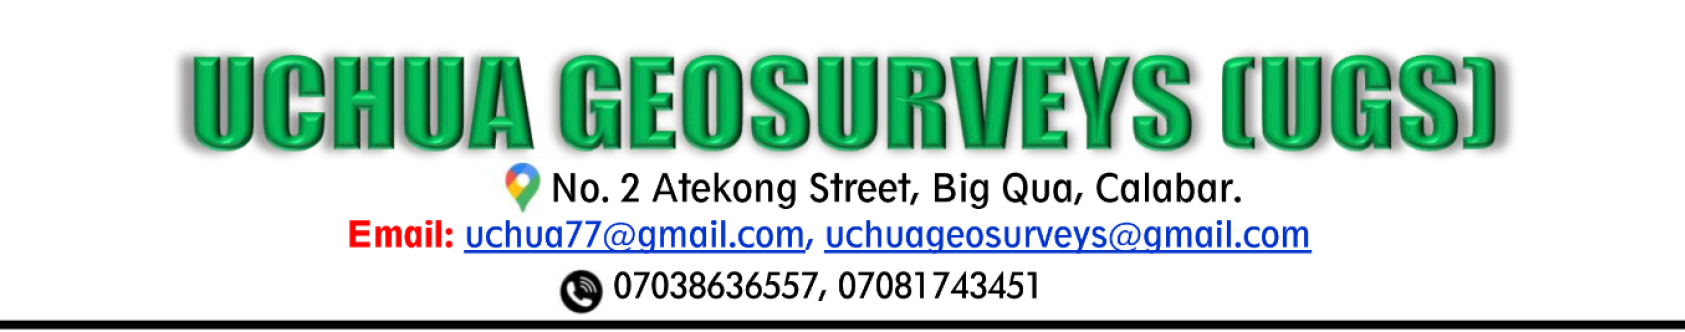 UCHUA GEOSURVEYS (UGS)
No. 2 Atekong Street, Big Qua, Calabar.
Email: uchua77@gmail.com, uchuageosurveys@gmail.com
07038636557, 07081743451